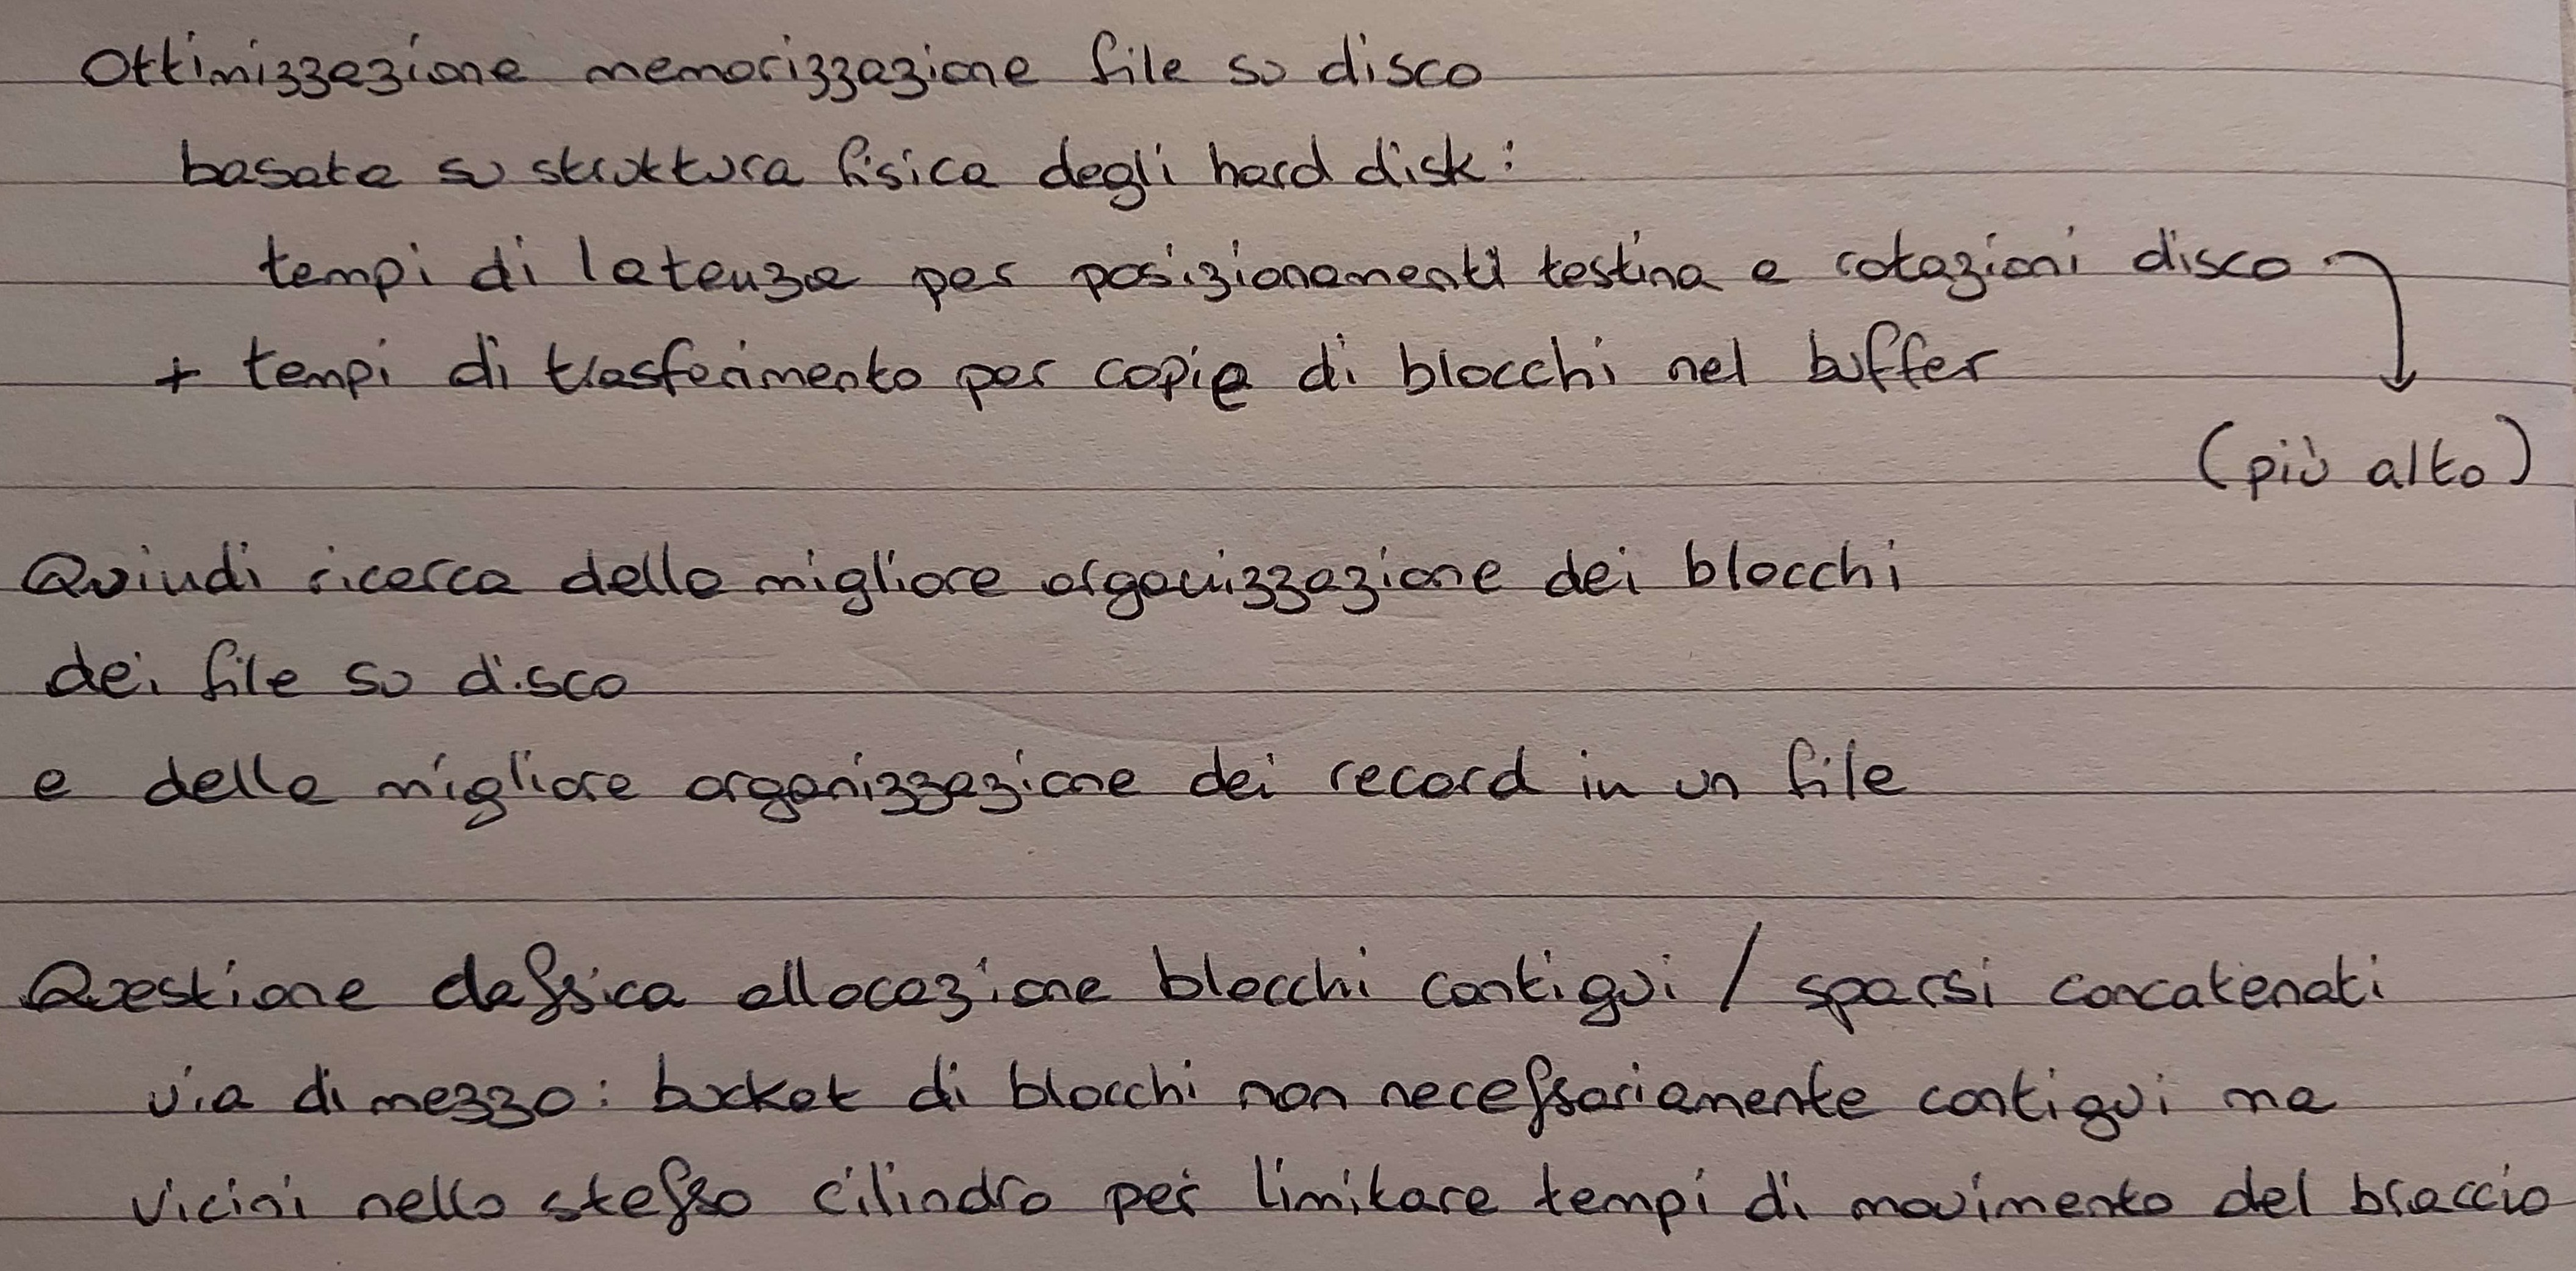 Ottimizzazione memorizzazione file su disco
basata su struttura fisica degli hard disk:
tempi di latenza per posizionamenti testina e rotazioni disco
+ tempi di trasferimento per copia di blocchi nel buffer
(più alto)
Quindi ricerca della migliore organizzazione dei blocchi
dei file su disco
e della migliore organizzazione dei record in un file
Questione classica allocazione blocchi contigui / sparsi concatenati
via di mezzo: bucket di blocchi non necessariamente contigui ma
vicini nello stesso cilindro per limitare tempi di movimento del braccio